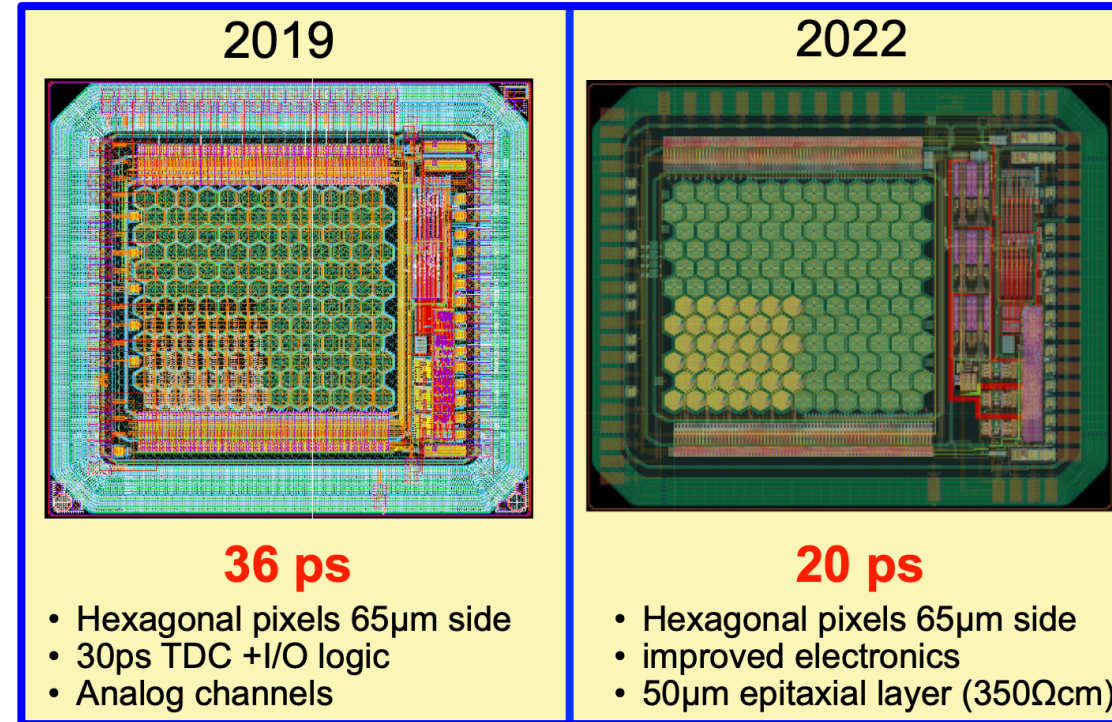 2019
36 ps
• Hexagonal pixels 65µm side
• 30ps TDC +I/O logic
• Analog channels
2022
20 ps
• Hexagonal pixels 65µm side
• improved electronics
• 50µm epitaxial layer (350Ωcm)